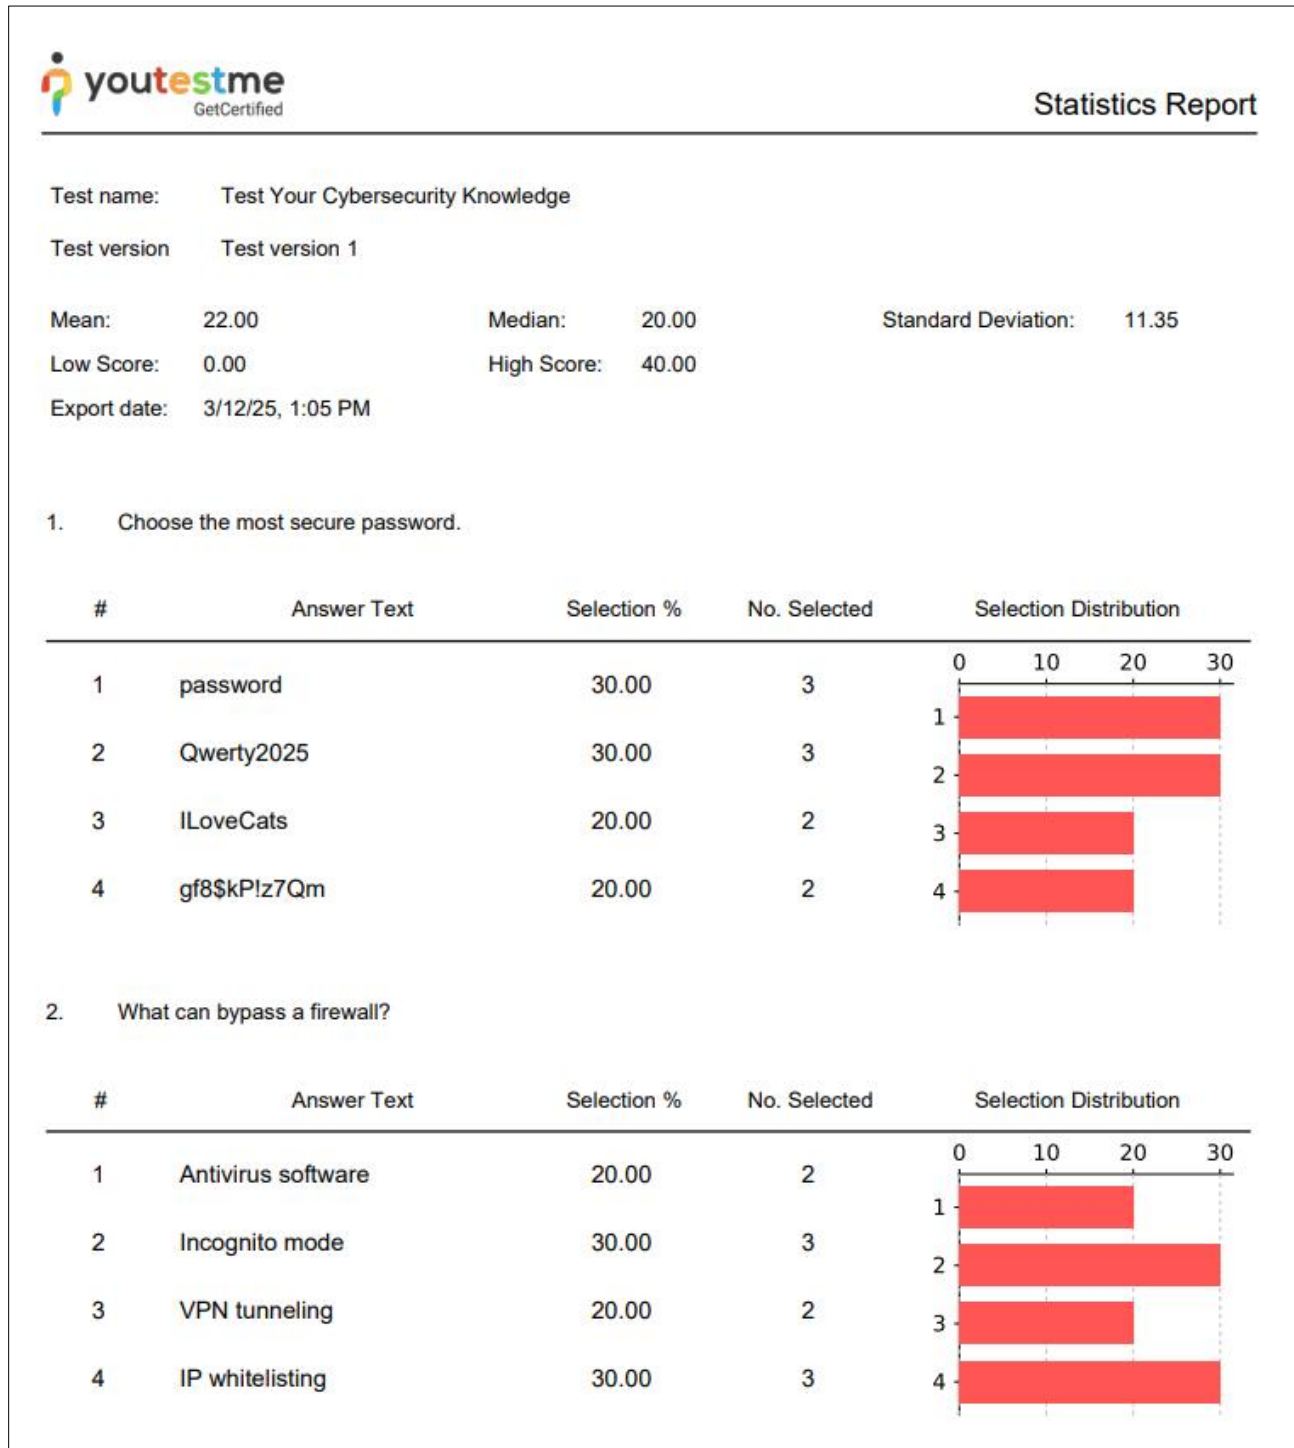 youtestme
GetCertified
Statistics Report
Test name: Test Your Cybersecurity Knowledge
Test version Test version 1
Mean: 22.00 Median: 20.00 Standard Deviation: 11.35
Low Score: 0.00 High Score: 40.00
Export date: 3/12/25, 1:05 PM
1. Choose the most secure password.
# Answer Text Selection % No. Selected Selection Distribution
0 10 20 30
1 password 30.00 3
1
2 Qwerty2025 30.00 3
2
3 ILoveCats 20.00 2
3
4 gf8$kP!z7Qm 20.00 2
4
2. What can bypass a firewall?
# Answer Text Selection % No. Selected Selection Distribution
0 10 20 30
1 Antivirus software 20.00 2
1
2 Incognito mode 30.00 3
2
3 VPN tunneling 20.00 2
3
4 IP whitelisting 30.00 3
4